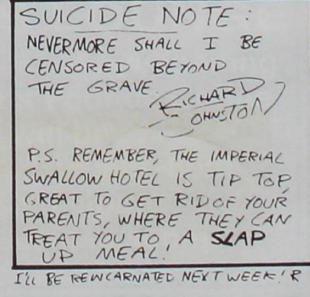 SUICIDE NOTE :
NEVERMORE SHALL I BE
CENSORED BEYOND
THE GRAVE.
RICHARD
JOHNSTON
P.S. REMEMBER, THE IMPERIAL
SWALLOW HOTEL IS TIP TOP,
GREAT TO GET RID OF YOUR
PARENTS, WHERE THEY CAN
TREAT YOU TO, A SLAP
UP MEAL!
I'LL BE REINCARNATED NEXT WEEK! R